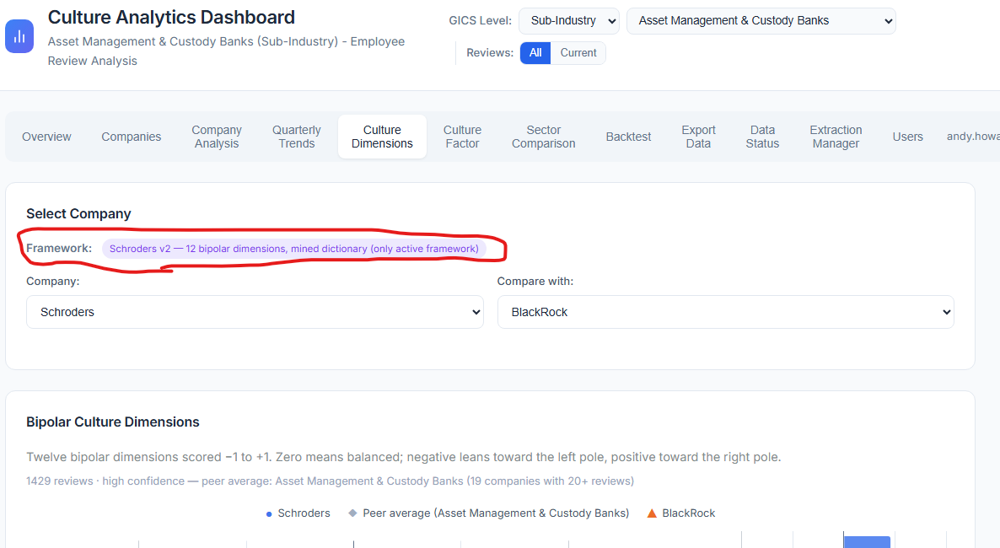 Culture Analytics Dashboard
Asset Management & Custody Banks (Sub-Industry) - Employee
Review Analysis
GICS Level: Sub-Industry Asset Management & Custody Banks
Reviews: All Current
Overview
Companies
Company
Analysis
Quarterly
Trends
Culture
Dimensions
Culture
Factor
Sector
Comparison
Backtest
Export
Data
Data
Status
Extraction
Manager
Users
andy.howa
Select Company
Framework: Schroders v2 — 12 bipolar dimensions, mined dictionary (only active framework)
Company:
Schroders
Compare with:
BlackRock
Bipolar Culture Dimensions
Twelve bipolar dimensions scored −1 to +1. Zero means balanced; negative leans toward the left pole, positive toward the right pole.
1429 reviews · high confidence — peer average: Asset Management & Custody Banks (19 companies with 20+ reviews)
Schroders Peer average (Asset Management & Custody Banks) BlackRock